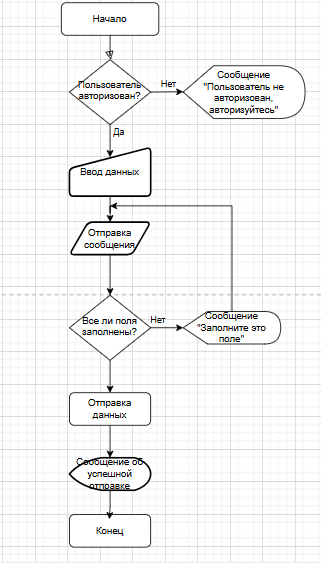 Начало
Пользователь
авторизован?
Нет
Сообщение
"Пользователь не
авторизован,
авторизуйтесь"
Да
Ввод данных
Отправка
сообщения
Все ли поля
заполнены?
Нет
Сообщение
"Заполните это
поле"
Отправка
данных
Сообщение об
успешной
отправке
Конец